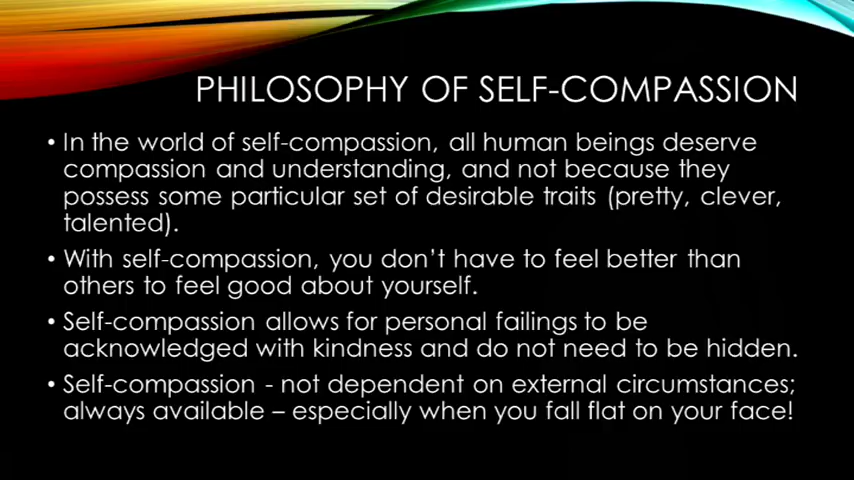 PHILOSOPHY OF SELF-COMPASSION
• In the world of self-compassion, all human beings deserve
compassion and understanding, and not because they
possess some particular set of desirable traits (pretty, clever,
talented).
• With self-compassion, you don't have to feel better than
others to feel good about yourself.
• Self-compassion allows for personal failings to be
acknowledged with kindness and do not need to be hidden.
• Self-compassion - not dependent on external circumstances;
always available – especially when you fall flat on your face!